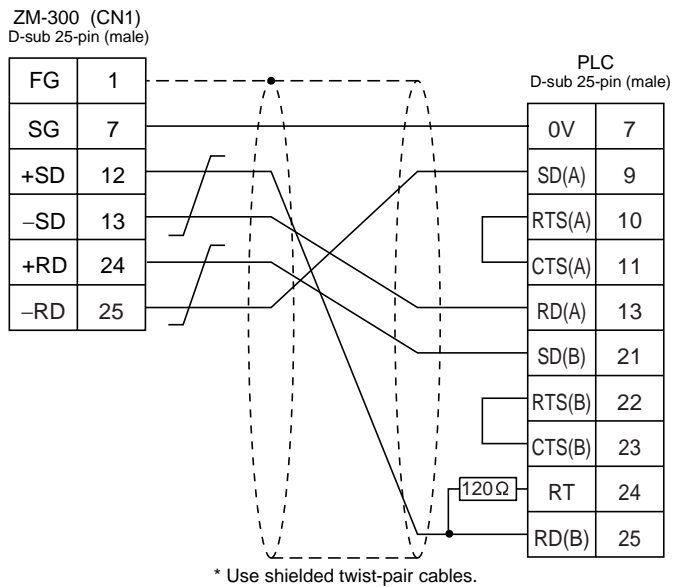 ZM-300 (CN1)
D-sub 25-pin (male)
FG 1
SG 7
+SD 12
−SD 13
+RD 24
−RD 25
PLC
D-sub 25-pin (male)
0V 7
SD(A) 9
RTS(A) 10
CTS(A) 11
RD(A) 13
SD(B) 21
RTS(B) 22
CTS(B) 23
120Ω RT 24
RD(B) 25
* Use shielded twist-pair cables.